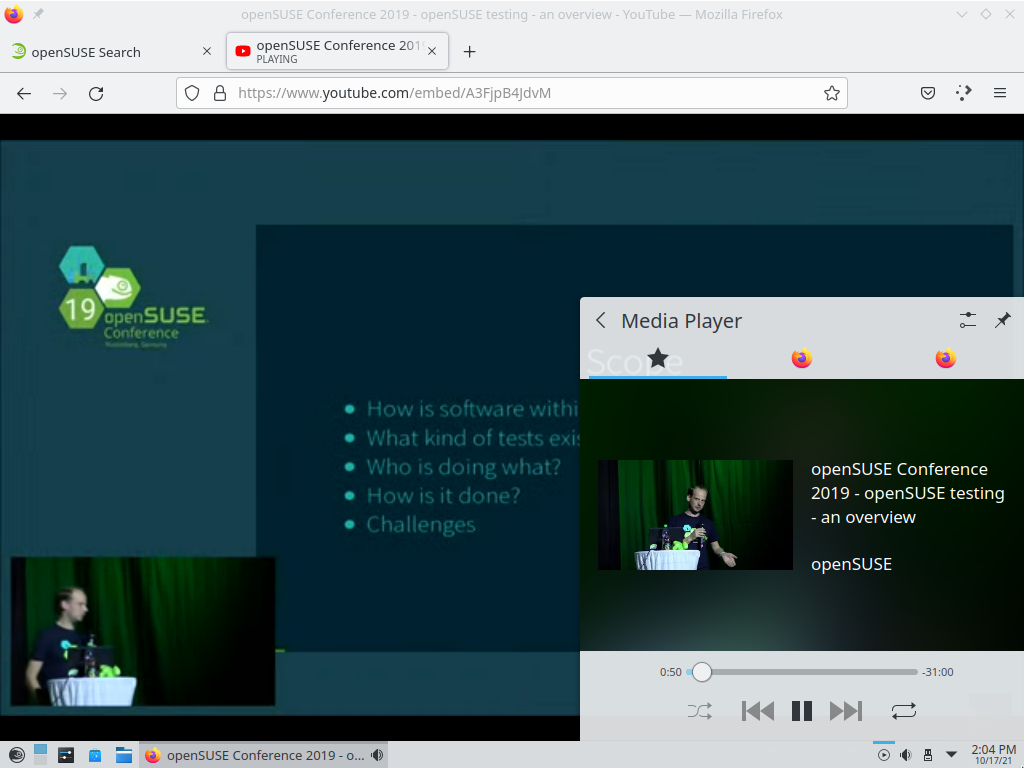 openSUSE Conference 2019 - openSUSE testing - an overview - YouTube — Mozilla Firefox
openSUSE Search
openSUSE Conference 201
PLAYING
https://www.youtube.com/embed/A3FjpB4JdvM
19
openSUSE
Conference
Nuremberg, Germany
Scope
How is software withi
What kind of tests exis
Who is doing what?
How is it done?
Challenges
Media Player
openSUSE Conference
2019 - openSUSE testing
- an overview
openSUSE
0:50
-31:00
openSUSE Conference 2019 - o...
2:04 PM
10/17/21